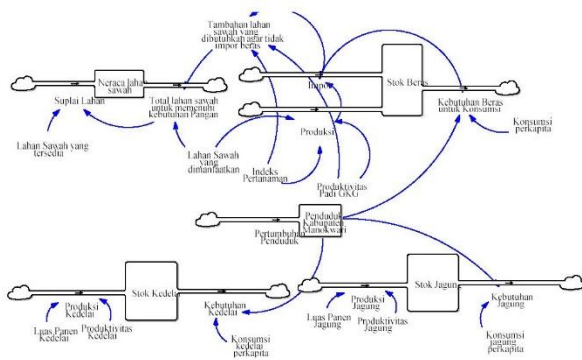 Tambahan lahan
sawah yang
dibutuhkan agar tidak
impor beras
Neraca lahan
sawah
Suplai Lahan
Total lahan sawah
untuk memenuhi
kebutuhan Pangan
Lahan Sawah yang
tersedia
Lahan Sawah yang
dimanfaatkan
Impor
Stok Beras
Produksi
Kebutuhan Beras
untuk Konsumsi
Konsumsi
perkapita
Indeks
Pertanaman
Produktivitas
Padi GKG
Penduduk
Kabupaten
Manokwari
Pertumbuhan
Penduduk
Stok Kedelai
Produksi
Kedelai
Luas Panen
Kedelai
Produktivitas
Kedelai
Kebutuhan
Kedelai
Konsumsi
kedelai
perkapita
Stok Jagung
Produksi
Jagung
Luas Panen
Jagung
Produktivitas
Jagung
Kebutuhan
Jagung
Konsumsi
jagung
perkapita